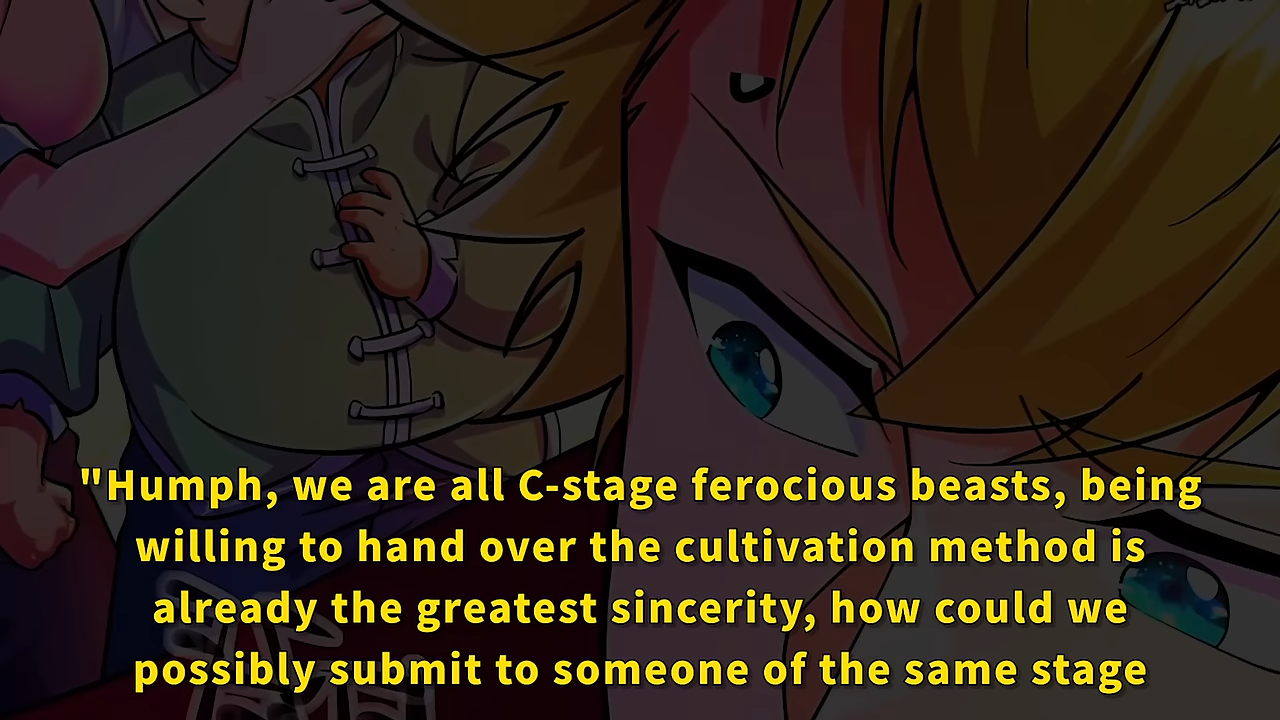 "Humph, we are all C-stage ferocious beasts, being
willing to hand over the cultivation method is
already the greatest sincerity, how could we
possibly submit to someone of the same stage